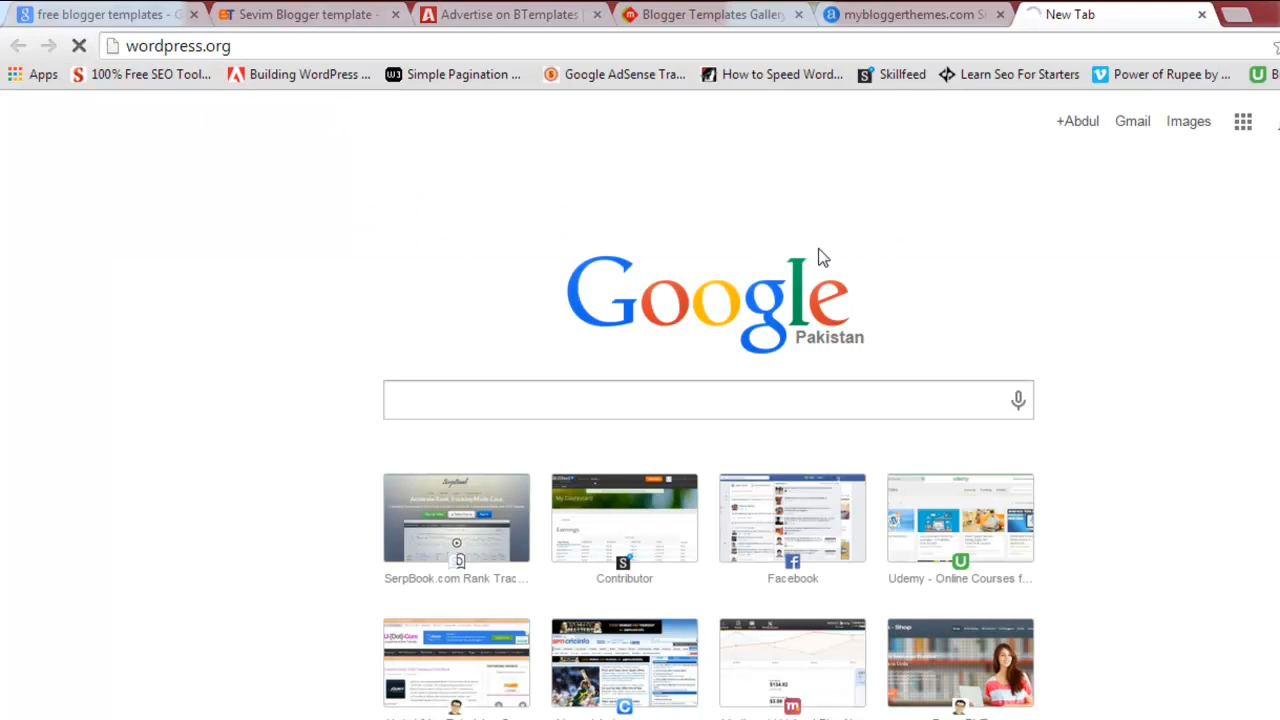 free blogger templates - G
Sevim Blogger template -
Advertise on BTemplates
Blogger Templates Gallery
mybloggerthemes.com S
New Tab
wordpress.org
Apps
100% Free SEO Tool...
Building WordPress ...
Simple Pagination ...
Google AdSense Tra...
How to Speed Word...
Skillfeed
Learn Seo For Starters
Power of Rupee by ...
+Abdul
Gmail
Images
Google
Pakistan
SerpBook.com Rank Trac...
Contributor
Facebook
Udemy - Online Courses f...